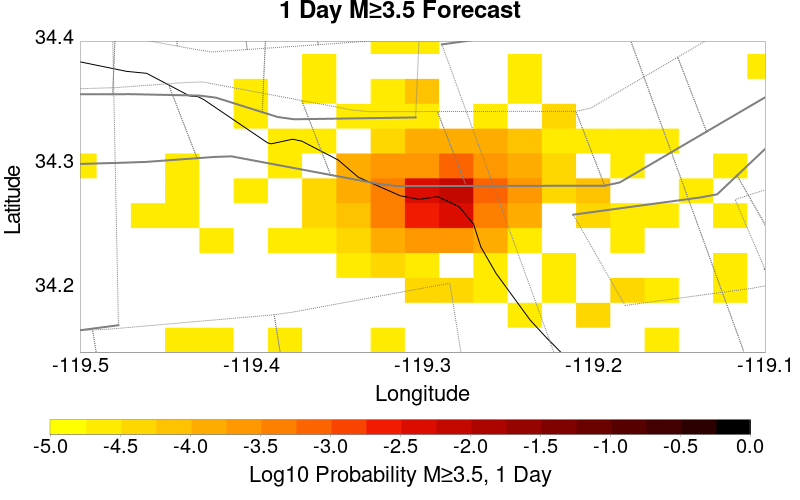 1 Day M≥3.5 Forecast
34.4
34.3
34.2
Latitude
-119.5 -119.4 -119.3 -119.2 -119.1
Longitude
-5.0 -4.5 -4.0 -3.5 -3.0 -2.5 -2.0 -1.5 -1.0 -0.5 0.0
Log10 Probability M≥3.5, 1 Day